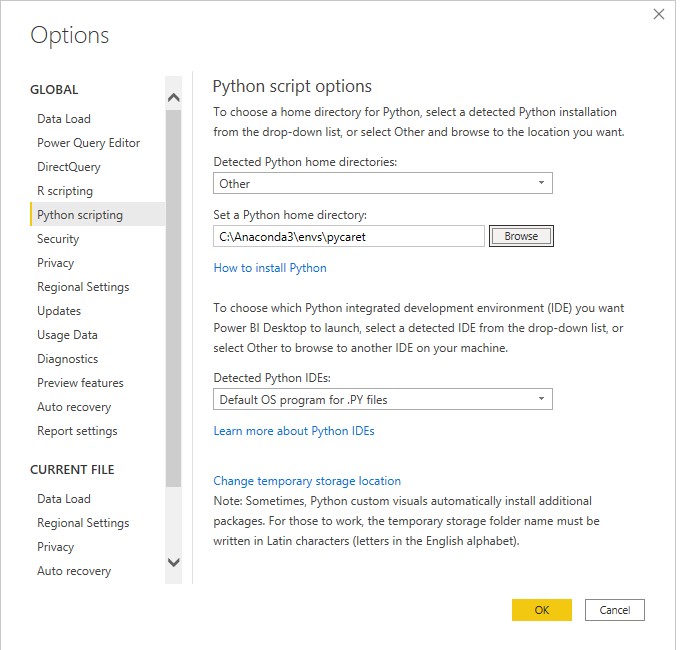 Options
GLOBAL
Data Load
Power Query Editor
DirectQuery
R scripting
Python scripting
Security
Privacy
Regional Settings
Updates
Usage Data
Diagnostics
Preview features
Auto recovery
Report settings
CURRENT FILE
Data Load
Regional Settings
Privacy
Auto recovery
Python script options
To choose a home directory for Python, select a detected Python installation
from the drop-down list, or select Other and browse to the location you want.
Detected Python home directories:
Other
Set a Python home directory:
C:\Anaconda3\envs\pycaret
Browse
How to install Python
To choose which Python integrated development environment (IDE) you want
Power BI Desktop to launch, select a detected IDE from the drop-down list, or
select Other to browse to another IDE on your machine.
Detected Python IDEs:
Default OS program for .PY files
Learn more about Python IDEs
Change temporary storage location
Note: Sometimes, Python custom visuals automatically install additional
packages. For those to work, the temporary storage folder name must be
written in Latin characters (letters in the English alphabet).
OK
Cancel